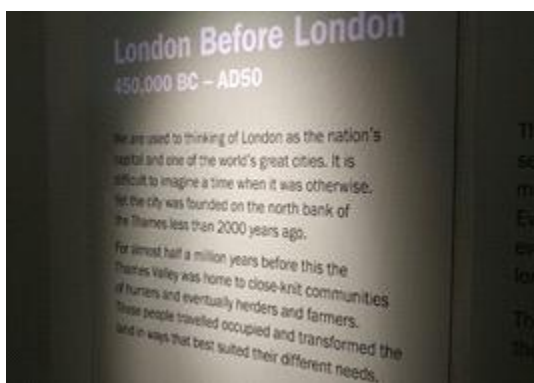 London Before London
450,000 BC – AD50
We are used to thinking of London as the nation's
capital and one of the world's great cities. It is
difficult to imagine a time when it was otherwise.
Yet the city was founded on the north bank of
the Thames less than 2000 years ago.
For almost half a million years before this the
Thames Valley was home to close-knit communities
of hunters and eventually herders and farmers.
These people travelled occupied and transformed the
land in ways that best suited their different needs.